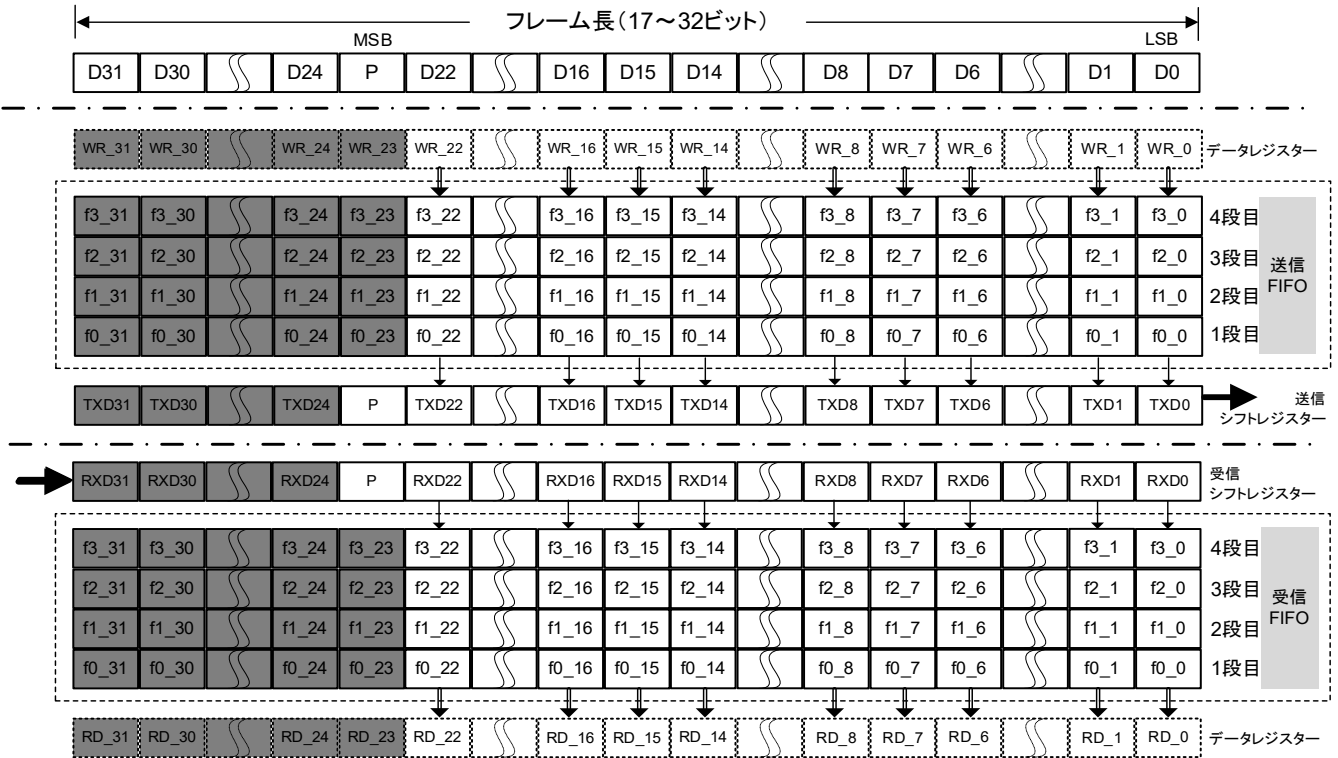 フレーム長（17～32ビット）
MSB LSB
D31 D30 D24 P D22 D16 D15 D14 D8 D7 D6 D1 D0
WR_31 WR_30 WR_24 WR_23 WR_22 WR_16 WR_15 WR_14 WR_8 WR_7 WR_6 WR_1 WR_0 データレジスター
f3_31 f3_30 f3_24 f3_23 f3_22 f3_16 f3_15 f3_14 f3_8 f3_7 f3_6 f3_1 f3_0 4段目
f2_31 f2_30 f2_24 f2_23 f2_22 f2_16 f2_15 f2_14 f2_8 f2_7 f2_6 f2_1 f2_0 3段目
送信
FIFO
f1_31 f1_30 f1_24 f1_23 f1_22 f1_16 f1_15 f1_14 f1_8 f1_7 f1_6 f1_1 f1_0 2段目
f0_31 f0_30 f0_24 f0_23 f0_22 f0_16 f0_15 f0_14 f0_8 f0_7 f0_6 f0_1 f0_0 1段目
TXD31 TXD30 TXD24 P TXD22 TXD16 TXD15 TXD14 TXD8 TXD7 TXD6 TXD1 TXD0
送信
シフトレジスター
RXD31 RXD30 RXD24 P RXD22 RXD16 RXD15 RXD14 RXD8 RXD7 RXD6 RXD1 RXD0
受信
シフトレジスター
f3_31 f3_30 f3_24 f3_23 f3_22 f3_16 f3_15 f3_14 f3_8 f3_7 f3_6 f3_1 f3_0 4段目
f2_31 f2_30 f2_24 f2_23 f2_22 f2_16 f2_15 f2_14 f2_8 f2_7 f2_6 f2_1 f2_0 3段目
受信
FIFO
f1_31 f1_30 f1_24 f1_23 f1_22 f1_16 f1_15 f1_14 f1_8 f1_7 f1_6 f1_1 f1_0 2段目
f0_31 f0_30 f0_24 f0_23 f0_22 f0_16 f0_15 f0_14 f0_8 f0_7 f0_6 f0_1 f0_0 1段目
RD_31 RD_30 RD_24 RD_23 RD_22 RD_16 RD_15 RD_14 RD_8 RD_7 RD_6 RD_1 RD_0 データレジスター